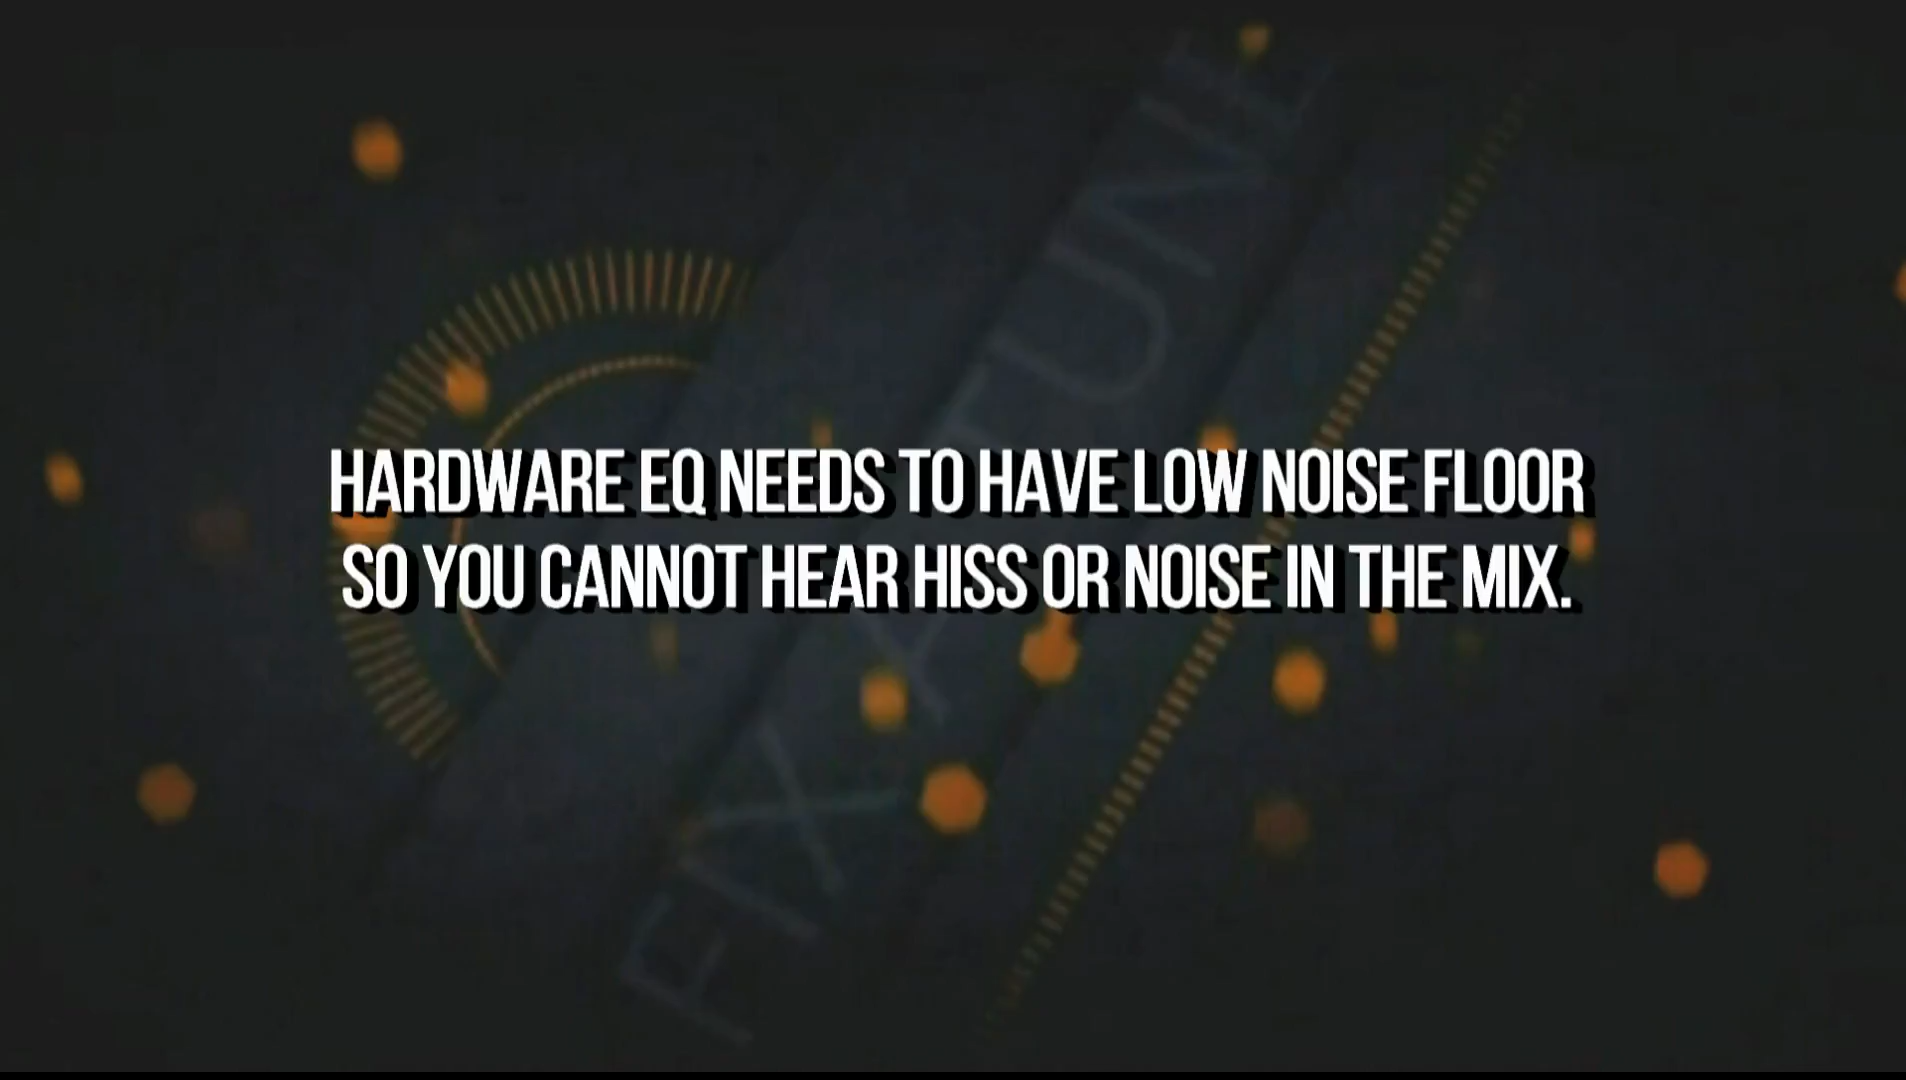 HARDWARE EQ NEEDS TO HAVE LOW NOISE FLOOR
SO YOU CANNOT HEAR HISS OR NOISE IN THE MIX.